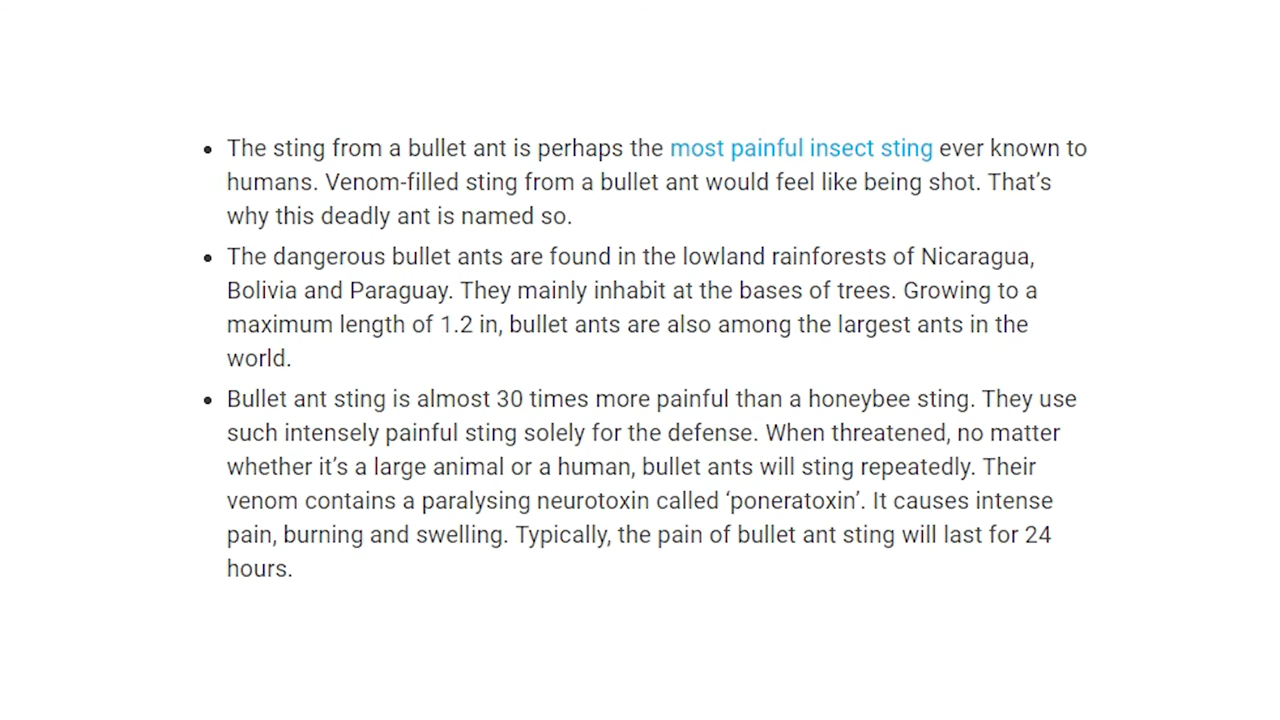 The sting from a bullet ant is perhaps the most painful insect sting ever known to
humans. Venom-filled sting from a bullet ant would feel like being shot. That’s
why this deadly ant is named so.
The dangerous bullet ants are found in the lowland rainforests of Nicaragua,
Bolivia and Paraguay. They mainly inhabit at the bases of trees. Growing to a
maximum length of 1.2 in, bullet ants are also among the largest ants in the
world.
Bullet ant sting is almost 30 times more painful than a honeybee sting. They use
such intensely painful sting solely for the defense. When threatened, no matter
whether it’s a large animal or a human, bullet ants will sting repeatedly. Their
venom contains a paralysing neurotoxin called ‘poneratoxin’. It causes intense
pain, burning and swelling. Typically, the pain of bullet ant sting will last for 24
hours.